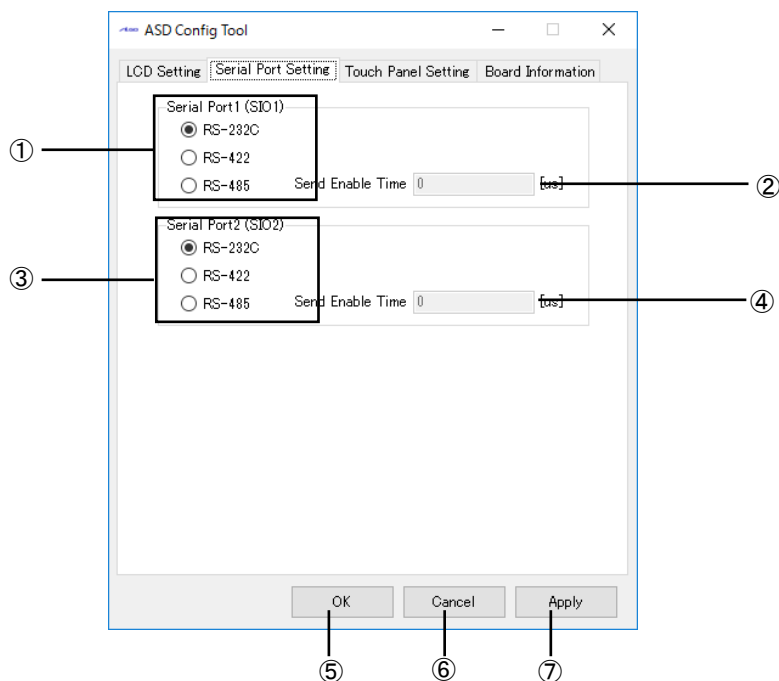 ASD Config Tool
LCD Setting Serial Port Setting Touch Panel Setting Board Information
Serial Port1 (SIO1)
RS-232C
①
RS-422
RS-485 Send Enable Time 0 [us]
②
Serial Port2 (SIO2)
RS-232C
③
RS-422
RS-485 Send Enable Time 0 [us]
④
OK Cancel Apply
⑤ ⑥ ⑦